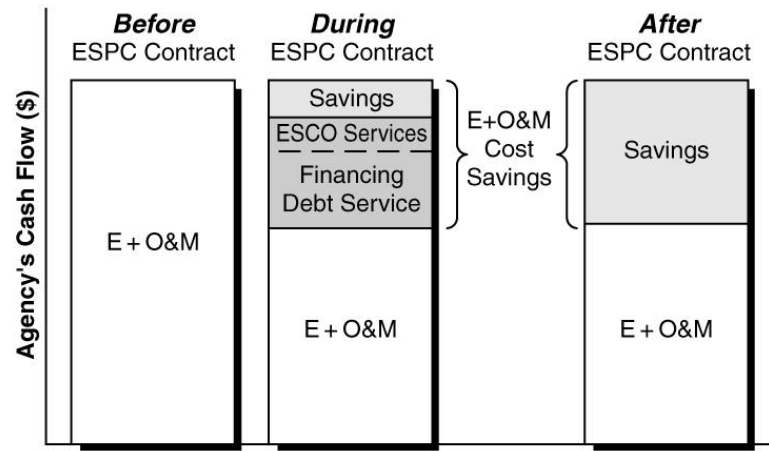 Before
ESPC Contract
During
ESPC Contract
After
ESPC Contract
Agency's Cash Flow ($)
E + O&M
Savings
ESCO Services
Financing
Debt Service
E + O&M
E+O&M
Cost
Savings
Savings
E + O&M